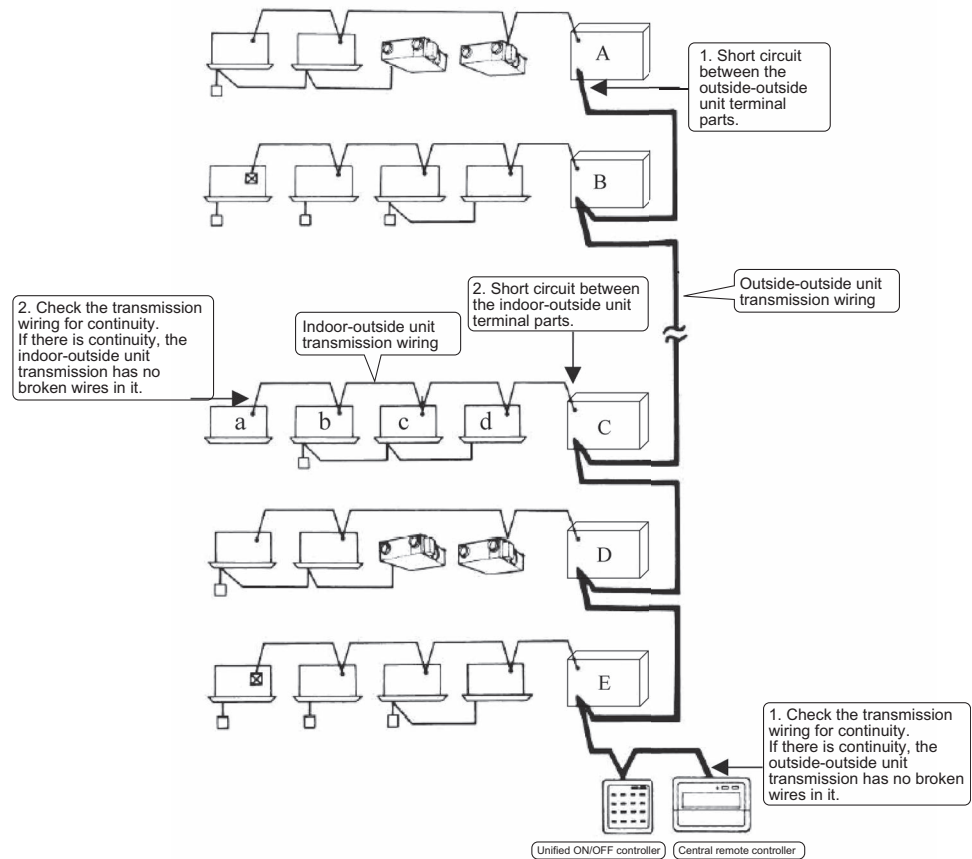 A
1. Short circuit
between the
outside-outside
unit terminal
parts.
B
2. Check the transmission
wiring for continuity.
If there is continuity, the
indoor-outside unit
transmission has no
broken wires in it.
Indoor-outside unit
transmission wiring
2. Short circuit between
the indoor-outside unit
terminal parts.
Outside-outside unit
transmission wiring
a
b
c
d
C
D
E
1. Check the transmission
wiring for continuity.
If there is continuity, the
outside-outside unit
transmission has no broken
wires in it.
Unified ON/OFF controller
Central remote controller